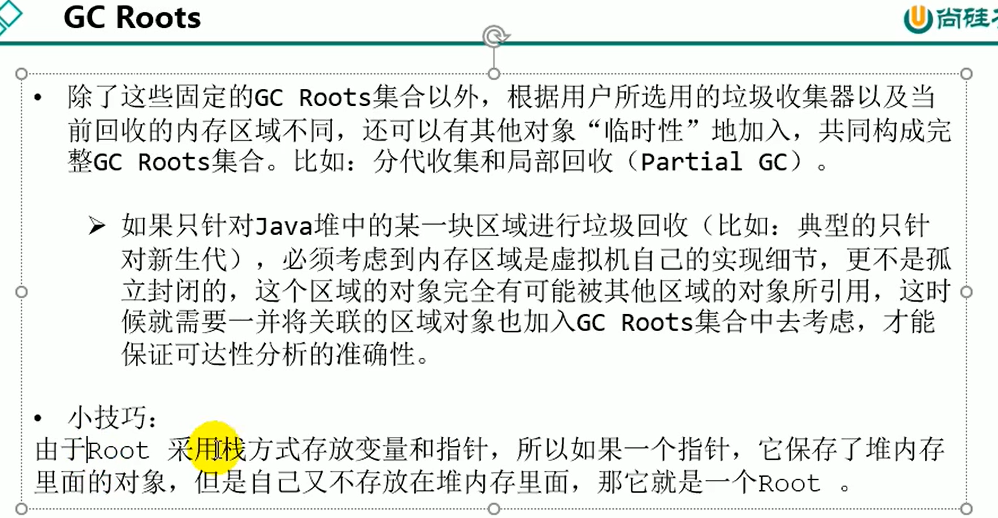 GC Roots
尚硅
• 除了这些固定的GC Roots集合以外，根据用户所选用的垃圾收集器以及当
前回收的内存区域不同，还可以有其他对象“临时性”地加入，共同构成完
整GC Roots集合。比如：分代收集和局部回收（Partial GC）。
➢ 如果只针对Java堆中的某一块区域进行垃圾回收（比如：典型的只针
对新生代），必须考虑到内存区域是虚拟机自己的实现细节，更不是孤
立封闭的，这个区域的对象完全有可能被其他区域的对象所引用，这时
候就需要一并将关联的区域对象也加入GC Roots集合中去考虑，才能
保证可达性分析的准确性。
• 小技巧：
由于Root 采用栈方式存放变量和指针，所以如果一个指针，它保存了堆内存
里面的对象，但是自己又不存放在堆内存里面，那它就是一个Root 。